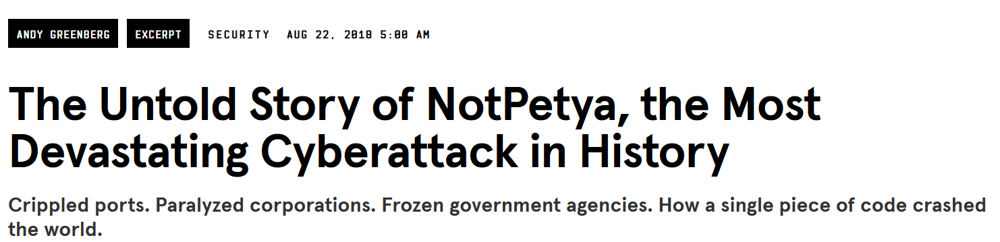 ANDY GREENBERG EXCERPT SECURITY AUG 22, 2018 5:00 AM
The Untold Story of NotPetya, the Most
Devastating Cyberattack in History
Crippled ports. Paralyzed corporations. Frozen government agencies. How a single piece of code crashed
the world.